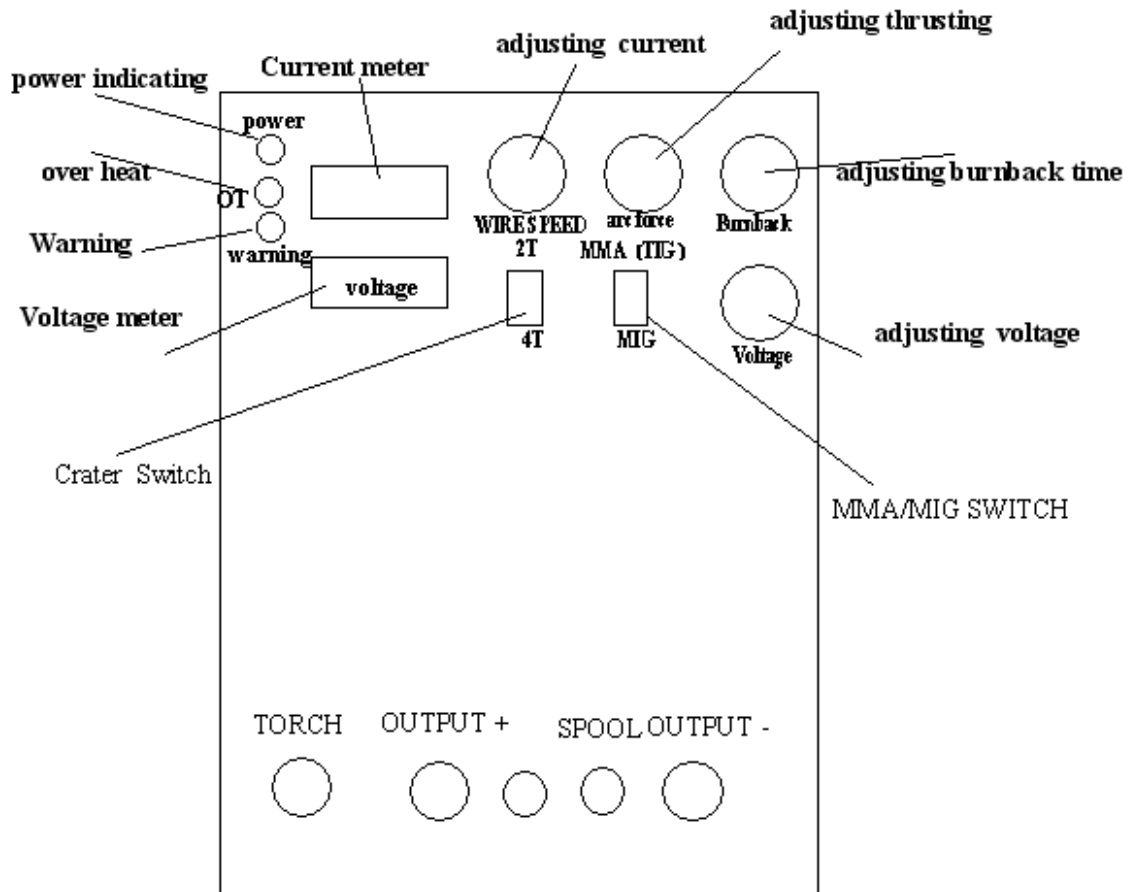 adjusting thrusting
adjusting current
Current meter
power indicating
power
over heat
OT
adjusting burnback time
WIRESPEED
arc force
Burnback
Warning
warning
2T
MMA (TIG)
voltage
Voltage meter
4T
MIG
Voltage
adjusting voltage
Crater Switch
MMA/MIG SWITCH
TORCH
OUTPUT +
SPOOL
OUTPUT -